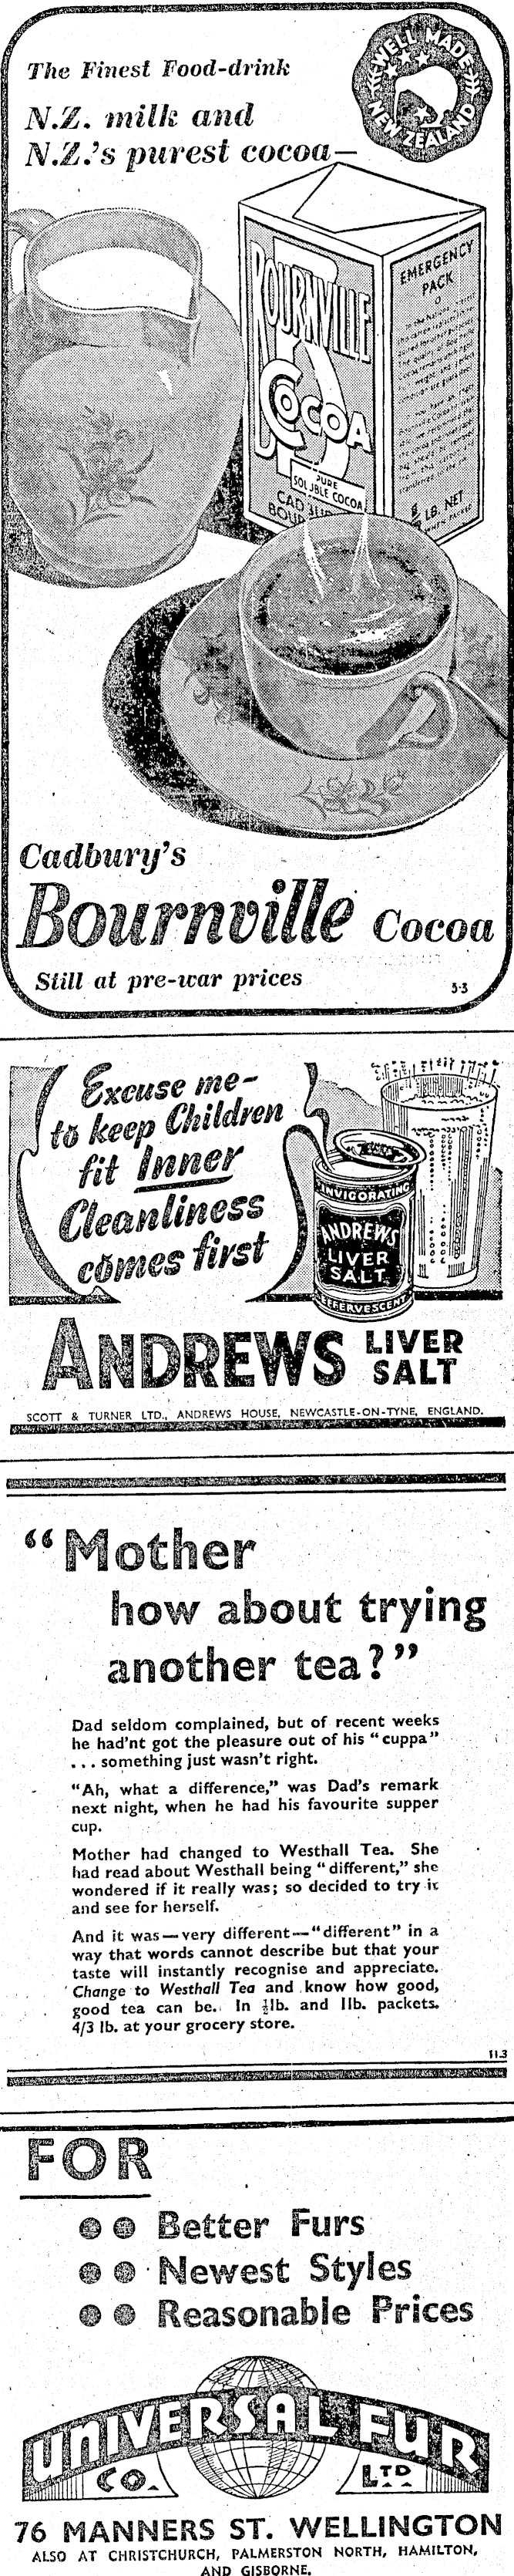 The Finest Food-drink
WELL MADE
NEW ZEALAND
N.Z. milk and
N.Z.'s purest cocoa—
BOURNVILLE
COCOA
PURE
SOLUBLE COCOA
EMERGENCY
PACK
LB. NET
Cadbury's
Bournville Cocoa
Still at pre-war prices
Excuse me-
to keep Children
fit Inner
Cleanliness
comes first
INVIGORATING
ANDREWS
LIVER
SALT
EFFERVESCENT
ANDREWS LIVER
SALT
SCOTT & TURNER LTD., ANDREWS HOUSE, NEWCASTLE-ON-TYNE, ENGLAND.
"Mother
how about trying
another tea?"
Dad seldom complained, but of recent weeks
he had'nt got the pleasure out of his "cuppa"
... something just wasn't right.
"Ah, what a difference," was Dad's remark
next night, when he had his favourite supper
cup.
Mother had changed to Westhall Tea. She
had read about Westhall being "different," she
wondered if it really was; so decided to try it
and see for herself.
And it was—very different—"different" in a
way that words cannot describe but that your
taste will instantly recognise and appreciate.
Change to Westhall Tea and know how good,
good tea can be. In ½lb. and 1lb. packets.
4/3 lb. at your grocery store.
11.3
FOR
Better Furs
Newest Styles
Reasonable Prices
UNIVERSAL FUR
CO. LTD
76 MANNERS ST. WELLINGTON
ALSO AT CHRISTCHURCH, PALMERSTON NORTH, HAMILTON,
AND GISBORNE.